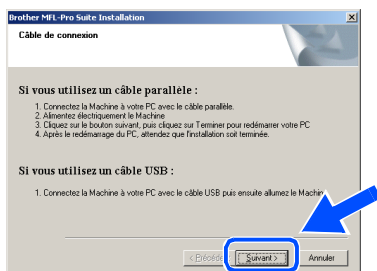 Brother MFL-Pro Suite Installation
Câble de connexion
Si vous utilisez un câble parallèle :
1. Connectez la Machine à votre PC avec le câble parallèle.
2. Alimentez électriquement le Machine
3. Cliquez sur le bouton suivant, puis cliquez sur Terminer pour redémarrer votre PC
4. Après le redémarrage du PC, attendez que l'installation soit terminée.
Si vous utilisez un câble USB :
1. Connectez la Machine à votre PC avec le câble USB puis ensuite allumez le Machine
< Précéde Suivant > Annuler